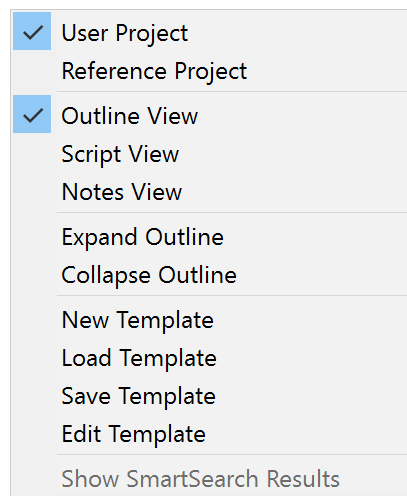 User Project
Reference Project
Outline View
Script View
Notes View
Expand Outline
Collapse Outline
New Template
Load Template
Save Template
Edit Template
Show SmartSearch Results